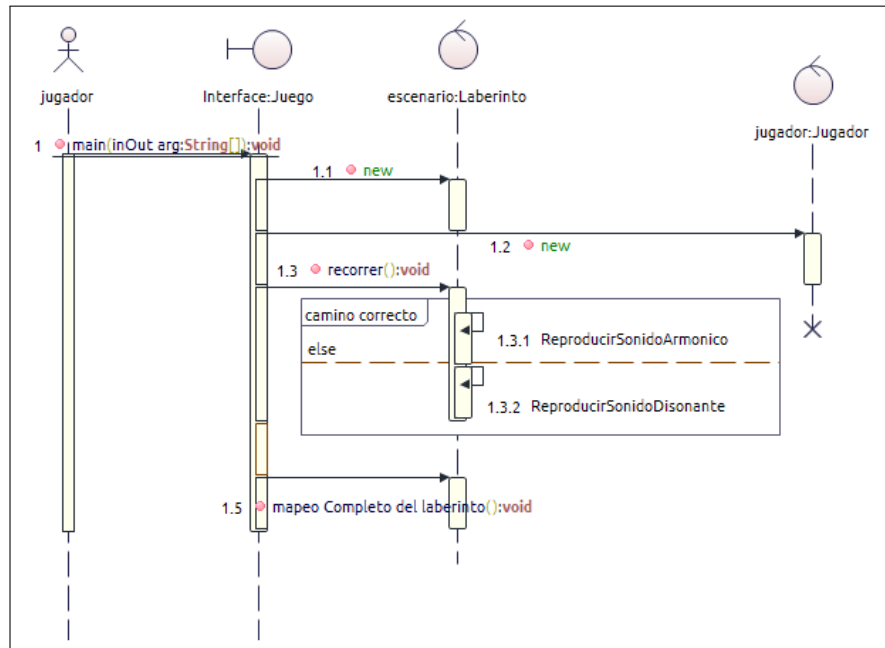 jugador
Interface:Juego
escenario:Laberinto
jugador:Jugador
1 main(inOut arg:String[]):void
1.1 new
1.2 new
1.3 recorrer():void
camino correcto
1.3.1 ReproducirSonidoArmonico
else
1.3.2 ReproducirSonidoDisonante
1.5 mapeo Completo del laberinto():void